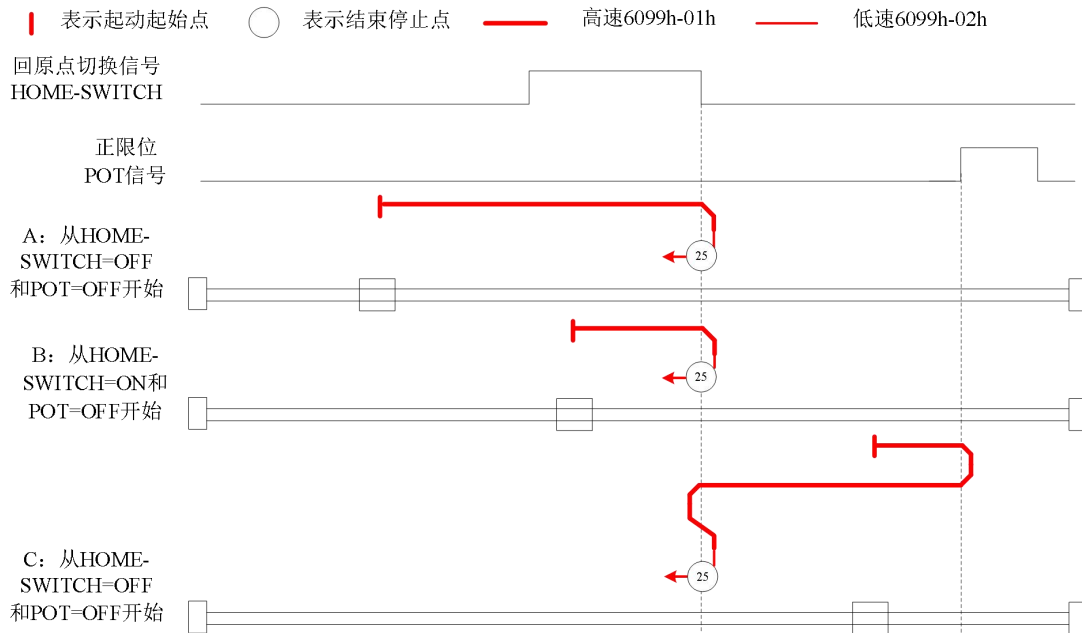 表示起动起始点
表示结束停止点
高速6099h-01h
低速6099h-02h
回原点切换信号
HOME-SWITCH
正限位
POT信号
A：从HOME-
SWITCH=OFF
和POT=OFF开始
25
B：从HOME-
SWITCH=ON和
POT=OFF开始
25
C：从HOME-
SWITCH=OFF
和POT=OFF开始
25